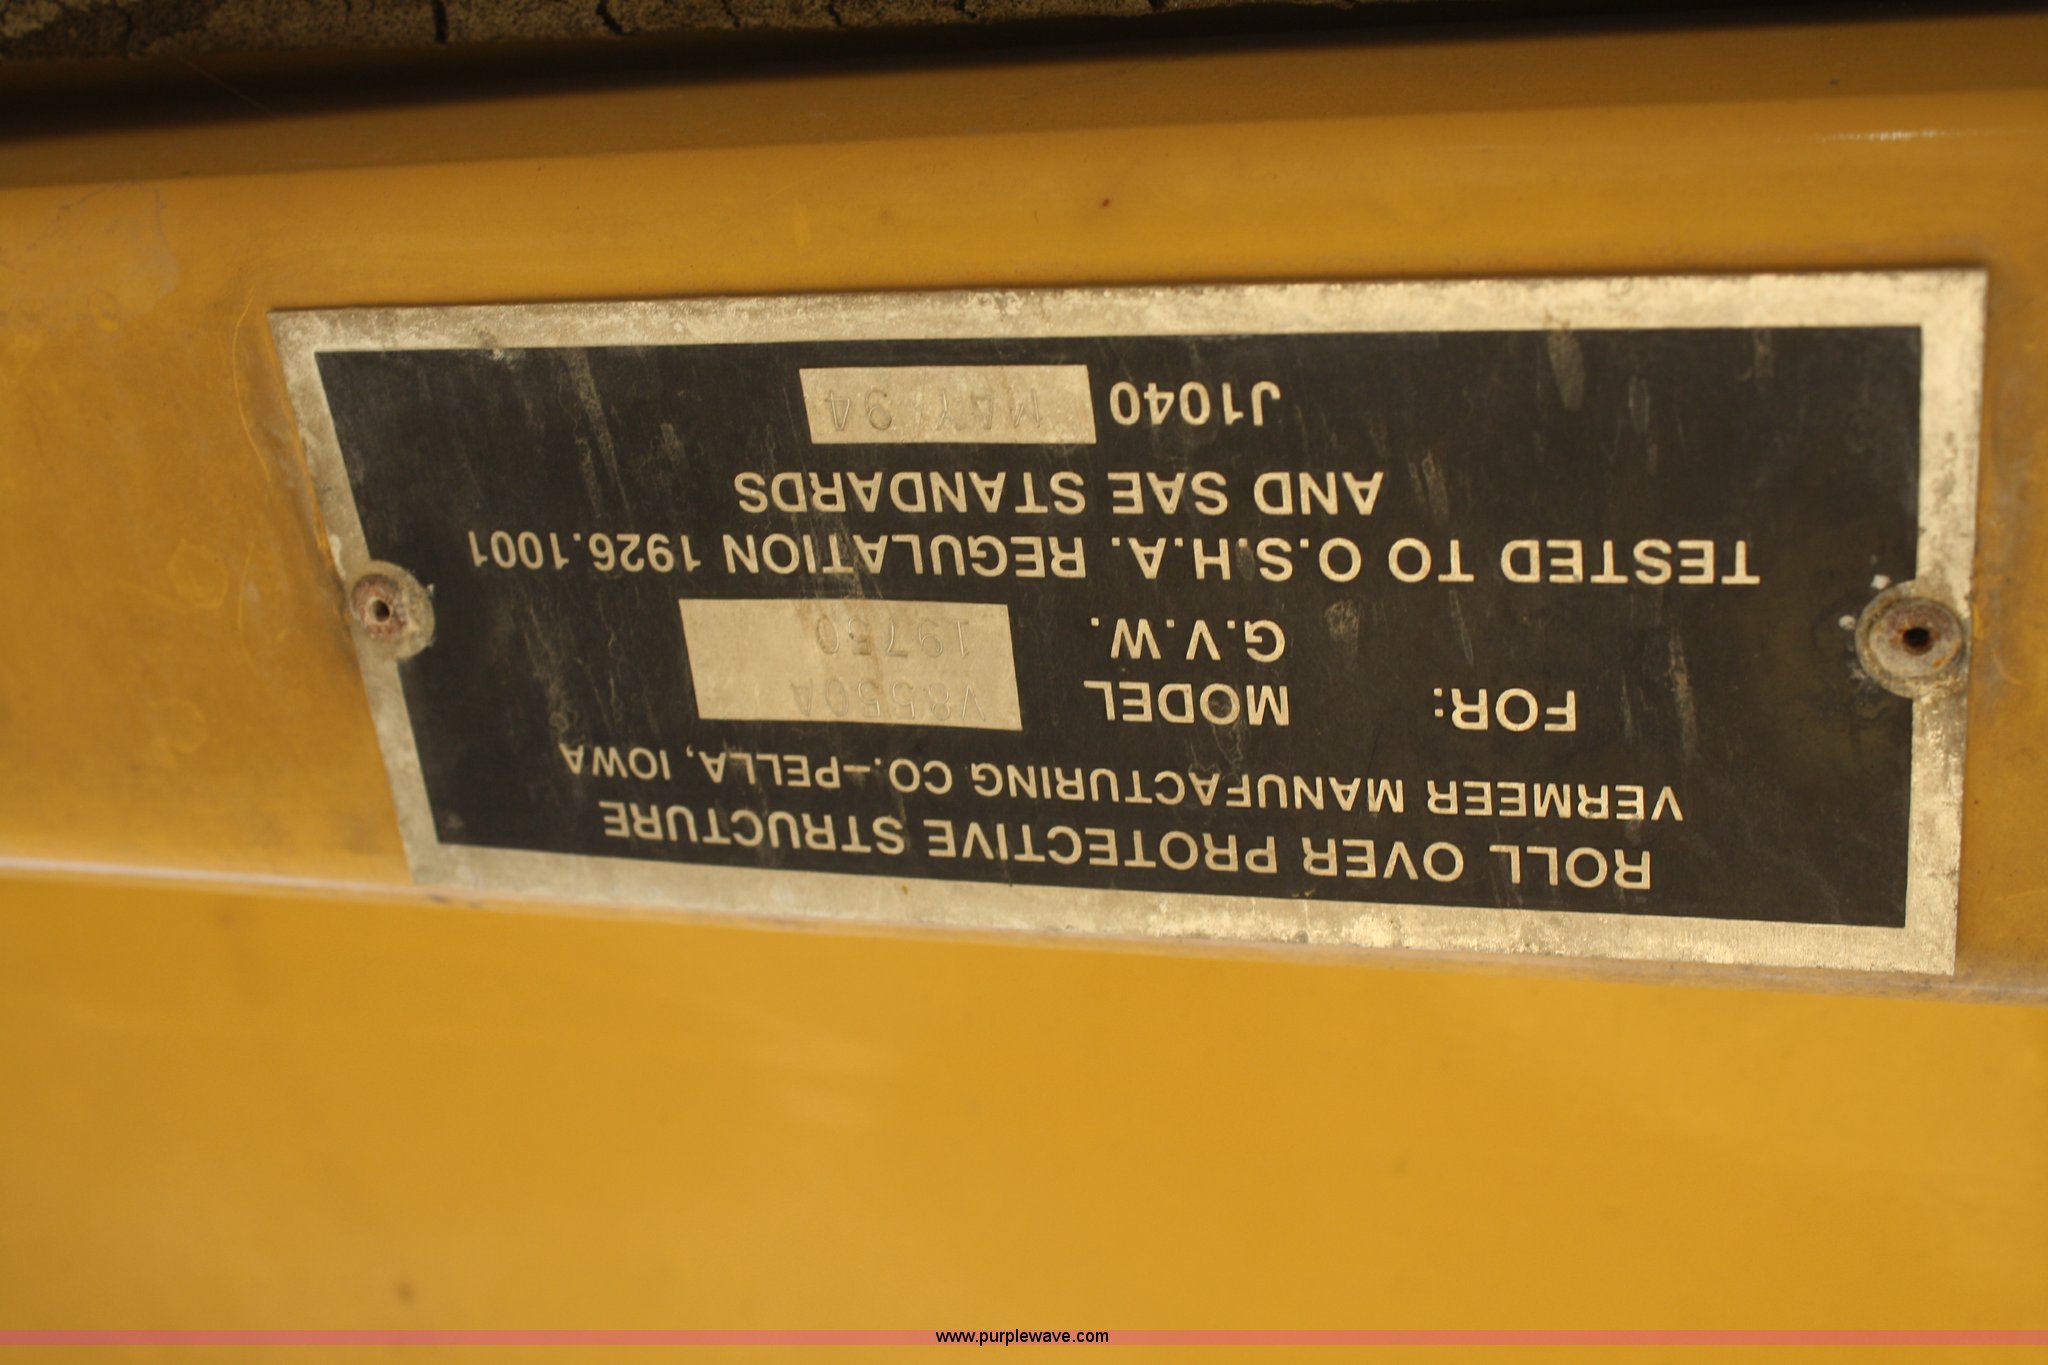 ROLL OVER PROTECTIVE STRUCTURE
VERMEER MANUFACTURING CO.–PELLA, IOWA
FOR: MODEL V8550A
G.V.W. 19750
TESTED TO O.S.H.A. REGULATION 1926.1001
AND SAE STANDARDS
J1040 MAY'94
www.purplewave.com